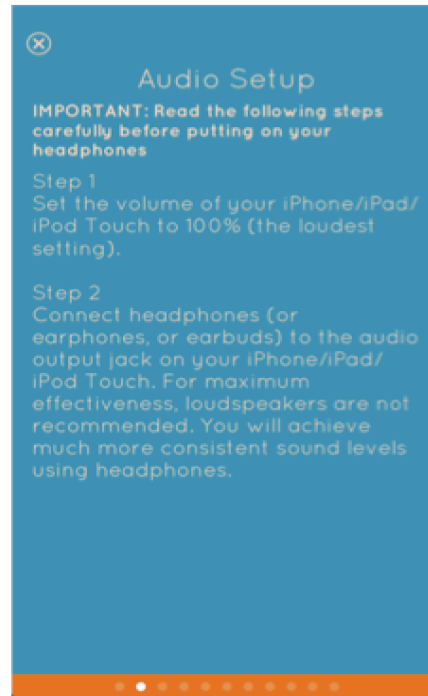 Audio Setup
IMPORTANT: Read the following steps
carefully before putting on your
headphones
Step 1
Set the volume of your iPhone/iPad/
iPod Touch to 100% (the loudest
setting).
Step 2
Connect headphones (or
earphones, or earbuds) to the audio
output jack on your iPhone/iPad/
iPod Touch. For maximum
effectiveness, loudspeakers are not
recommended. You will achieve
much more consistent sound levels
using headphones.